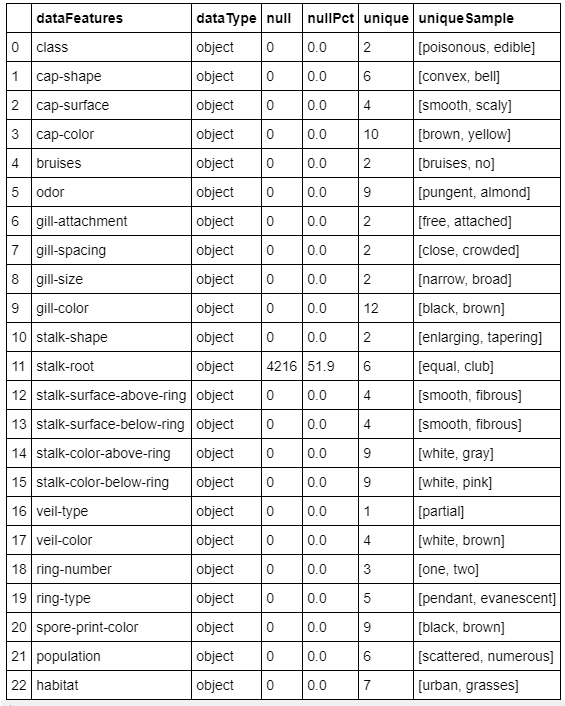 dataFeatures dataType null nullPct unique uniqueSample
0 class object 0 0.0 2 [poisonous, edible]
1 cap-shape object 0 0.0 6 [convex, bell]
2 cap-surface object 0 0.0 4 [smooth, scaly]
3 cap-color object 0 0.0 10 [brown, yellow]
4 bruises object 0 0.0 2 [bruises, no]
5 odor object 0 0.0 9 [pungent, almond]
6 gill-attachment object 0 0.0 2 [free, attached]
7 gill-spacing object 0 0.0 2 [close, crowded]
8 gill-size object 0 0.0 2 [narrow, broad]
9 gill-color object 0 0.0 12 [black, brown]
10 stalk-shape object 0 0.0 2 [enlarging, tapering]
11 stalk-root object 4216 51.9 6 [equal, club]
12 stalk-surface-above-ring object 0 0.0 4 [smooth, fibrous]
13 stalk-surface-below-ring object 0 0.0 4 [smooth, fibrous]
14 stalk-color-above-ring object 0 0.0 9 [white, gray]
15 stalk-color-below-ring object 0 0.0 9 [white, pink]
16 veil-type object 0 0.0 1 [partial]
17 veil-color object 0 0.0 4 [white, brown]
18 ring-number object 0 0.0 3 [one, two]
19 ring-type object 0 0.0 5 [pendant, evanescent]
20 spore-print-color object 0 0.0 9 [black, brown]
21 population object 0 0.0 6 [scattered, numerous]
22 habitat object 0 0.0 7 [urban, grasses]